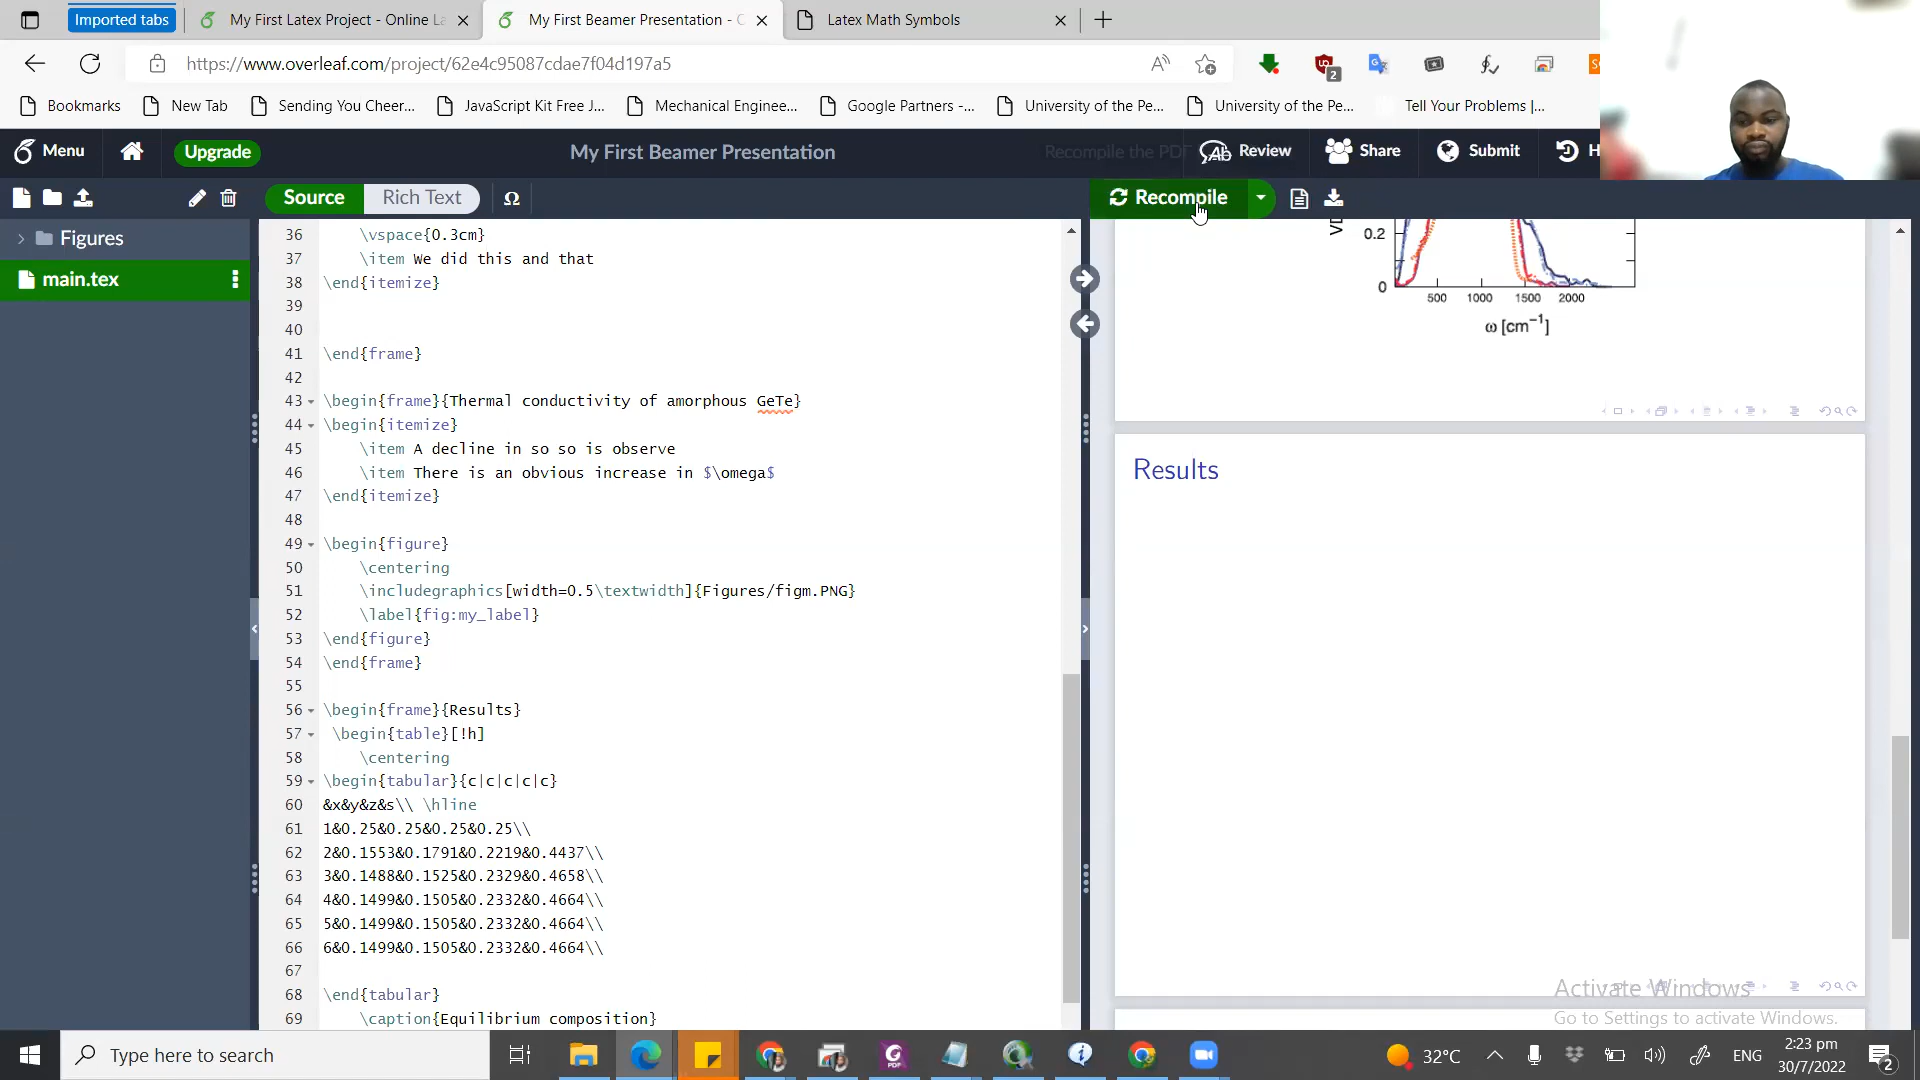 Imported tabs
My First Latex Project - Online La
My First Beamer Presentation - O
Latex Math Symbols
https://www.overleaf.com/project/62e4c95087cdae7f04d197a5
2
Bookmarks
New Tab
Sending You Cheer...
JavaScript Kit Free J...
Mechanical Enginee...
Google Partners -...
University of the Pe...
University of the Pe...
Tell Your Problems |...
Menu
Upgrade
My First Beamer Presentation
Recompile the PDF
Review
Share
Submit
H
Source
Rich Text
Ω
Recompile
Figures
main.tex
36 \vspace{0.3cm}
37 \item We did this and that
38 \end{itemize}
39
40
41 \end{frame}
42
43 \begin{frame}{Thermal conductivity of amorphous GeTe}
44 \begin{itemize}
45 \item A decline in so so is observe
46 \item There is an obvious increase in $\omega$
47 \end{itemize}
48
49 \begin{figure}
50 \centering
51 \includegraphics[width=0.5\textwidth]{Figures/figm.PNG}
52 \label{fig:my_label}
53 \end{figure}
54 \end{frame}
55
56 \begin{frame}{Results}
57 \begin{table}[!h]
58 \centering
59 \begin{tabular}{c|c|c|c|c}
60 &x&y&z&s\\ \hline
61 1&0.25&0.25&0.25&0.25\\
62 2&0.1553&0.1791&0.2219&0.4437\\
63 3&0.1488&0.1525&0.2329&0.4658\\
64 4&0.1499&0.1505&0.2332&0.4664\\
65 5&0.1499&0.1505&0.2332&0.4664\\
66 6&0.1499&0.1505&0.2332&0.4664\\
67
68 \end{tabular}
69 \caption{Equilibrium composition}
0.2
0
500 1000 1500 2000
ω [cm⁻¹]
Results
Activate Windows
Go to Settings to activate Windows.
Type here to search
32°C
ENG
2:23 pm
30/7/2022
2